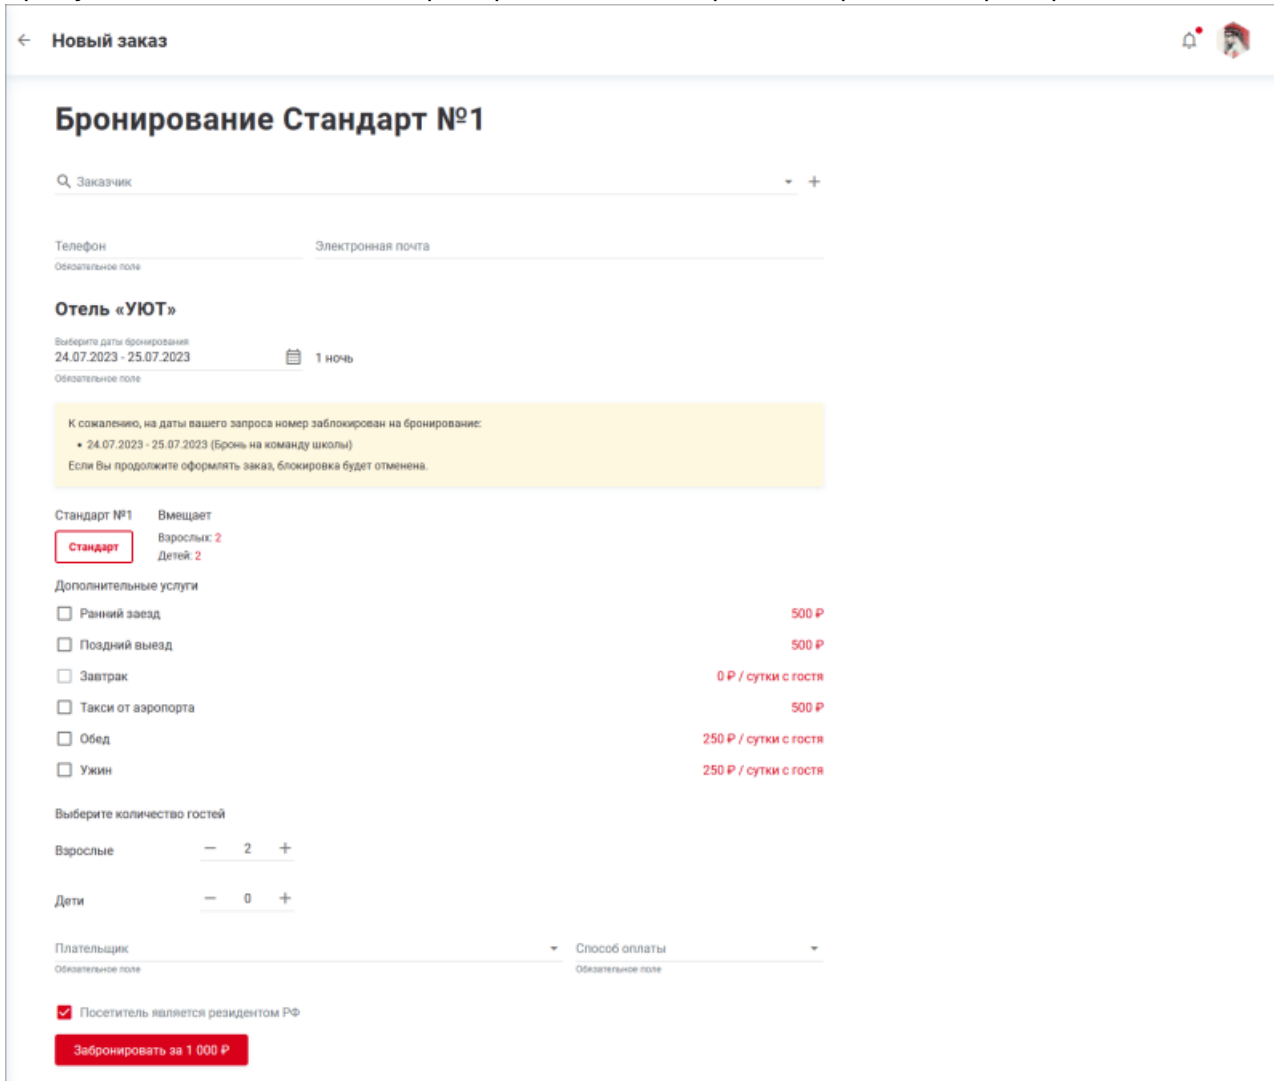 Новый заказ
Бронирование Стандарт №1
Заказчик
Телефон
Электронная почта
Обязательное поле
Отель «УЮТ»
Выберите даты бронирования
24.07.2023 - 25.07.2023
1 ночь
Обязательное поле
К сожалению, на даты вашего запроса номер заблокирован на бронирование:
• 24.07.2023 - 25.07.2023 (Бронь на команду школы)
Если Вы продолжите оформлять заказ, блокировка будет отменена.
Стандарт №1
Вмещает
Стандарт
Взрослых: 2
Детей: 2
Дополнительные услуги
Ранний заезд 500 ₽
Поздний выезд 500 ₽
Завтрак 0 ₽ / сутки с гостя
Такси от аэропорта 500 ₽
Обед 250 ₽ / сутки с гостя
Ужин 250 ₽ / сутки с гостя
Выберите количество гостей
Взрослые — 2 +
Дети — 0 +
Плательщик
Способ оплаты
Обязательное поле
Обязательное поле
Посетитель является резидентом РФ
Забронировать за 1 000 ₽